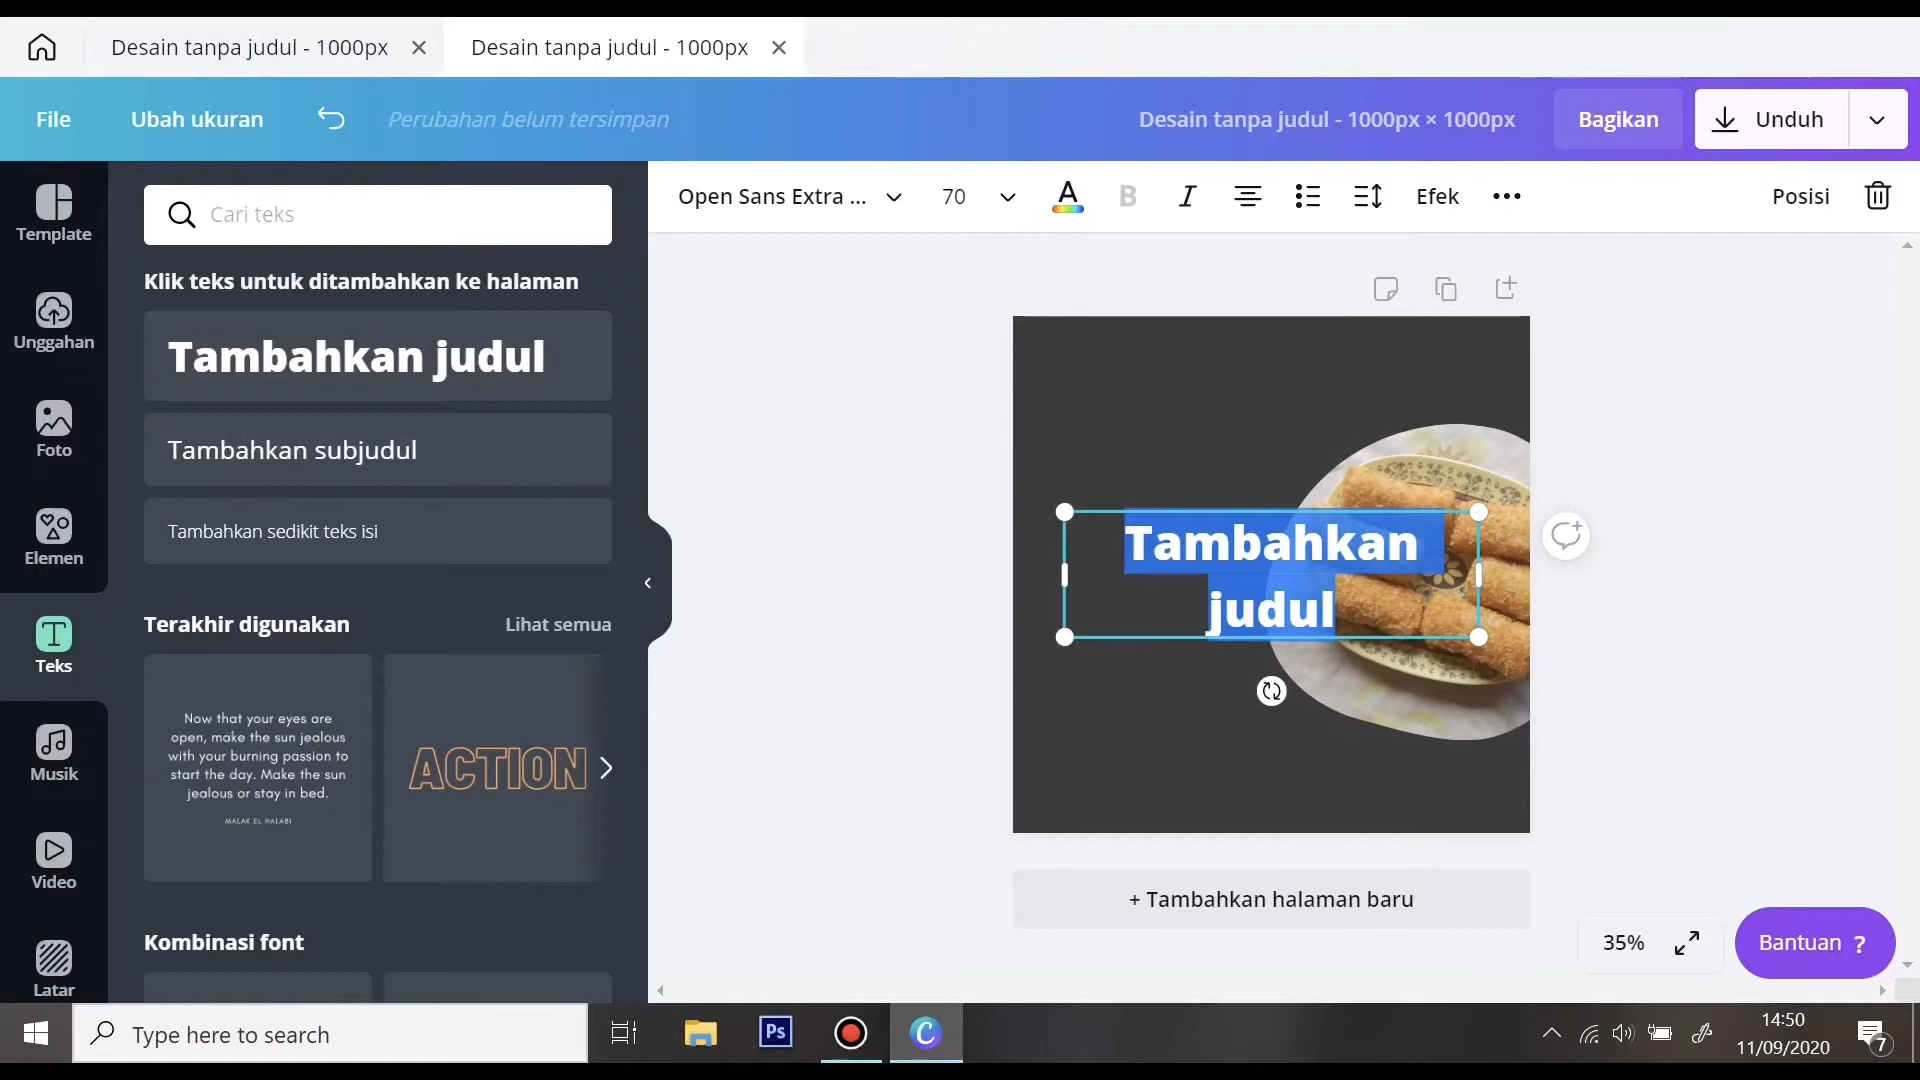 Desain tanpa judul - 1000px
Desain tanpa judul - 1000px
File
Ubah ukuran
Perubahan belum tersimpan
Desain tanpa judul - 1000px × 1000px
Bagikan
Unduh
Template
Unggahan
Foto
Elemen
Teks
Musik
Video
Latar
Cari teks
Klik teks untuk ditambahkan ke halaman
Tambahkan judul
Tambahkan subjudul
Tambahkan sedikit teks isi
Terakhir digunakan
Lihat semua
Now that your eyes are
open, make the sun jealous
with your burning passion to
start the day. Make the sun
jealous or stay in bed.
MALAK EL HALABI
ACTION
Kombinasi font
Open Sans Extra ...
70
A
B
I
Efek
Posisi
Tambahkan
judul
+ Tambahkan halaman baru
35%
Bantuan ?
Type here to search
Ps
14:50
11/09/2020
7